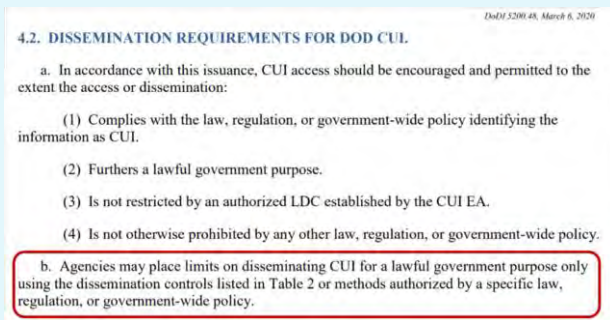 DoDI 5200.48, March 6, 2020
4.2. DISSEMINATION REQUIREMENTS FOR DOD CUI.
a. In accordance with this issuance, CUI access should be encouraged and permitted to the
extent the access or dissemination:
(1) Complies with the law, regulation, or government-wide policy identifying the
information as CUI.
(2) Furthers a lawful government purpose.
(3) Is not restricted by an authorized LDC established by the CUI EA.
(4) Is not otherwise prohibited by any other law, regulation, or government-wide policy.
b. Agencies may place limits on disseminating CUI for a lawful government purpose only
using the dissemination controls listed in Table 2 or methods authorized by a specific law,
regulation, or government-wide policy.